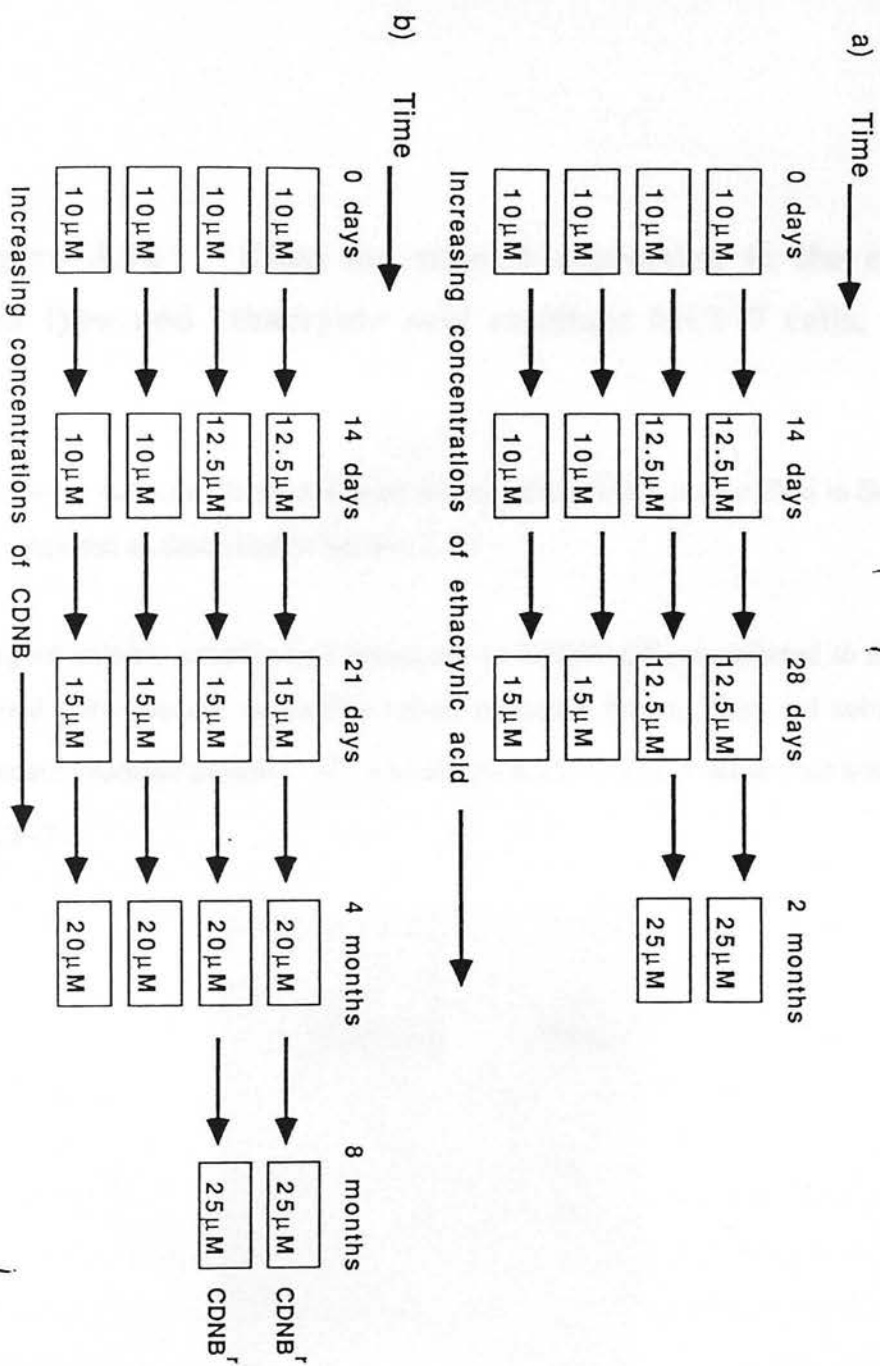 a) Time
0 days 14 days 28 days 2 months
10µM 12.5µM 12.5µM 25µM
10µM 12.5µM 12.5µM 25µM
10µM 10µM 15µM
10µM 10µM 15µM
Increasing concentrations of ethacrynic acid
b) Time
0 days 14 days 21 days 4 months 8 months
10µM 12.5µM 15µM 20µM 25µM CDNBʳ
10µM 12.5µM 15µM 20µM 25µM CDNBʳ
10µM 10µM 15µM 20µM
10µM 10µM 15µM 20µM
Increasing concentrations of CDNB